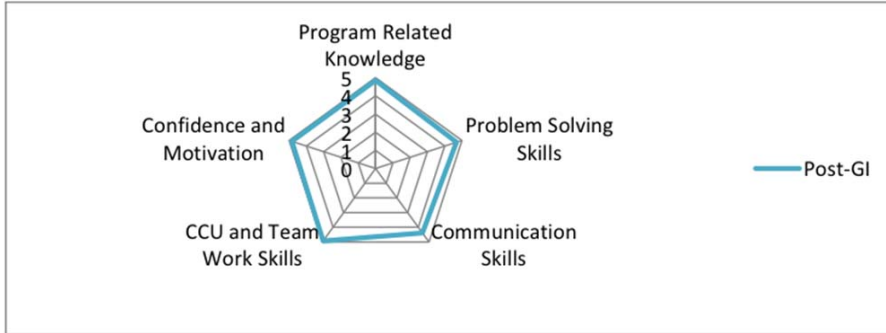 Program Related
Knowledge
5
4
3
2
1
0
Confidence and
Motivation
Problem Solving
Skills
Post-GI
CCU and Team
Work Skills
Communication
Skills